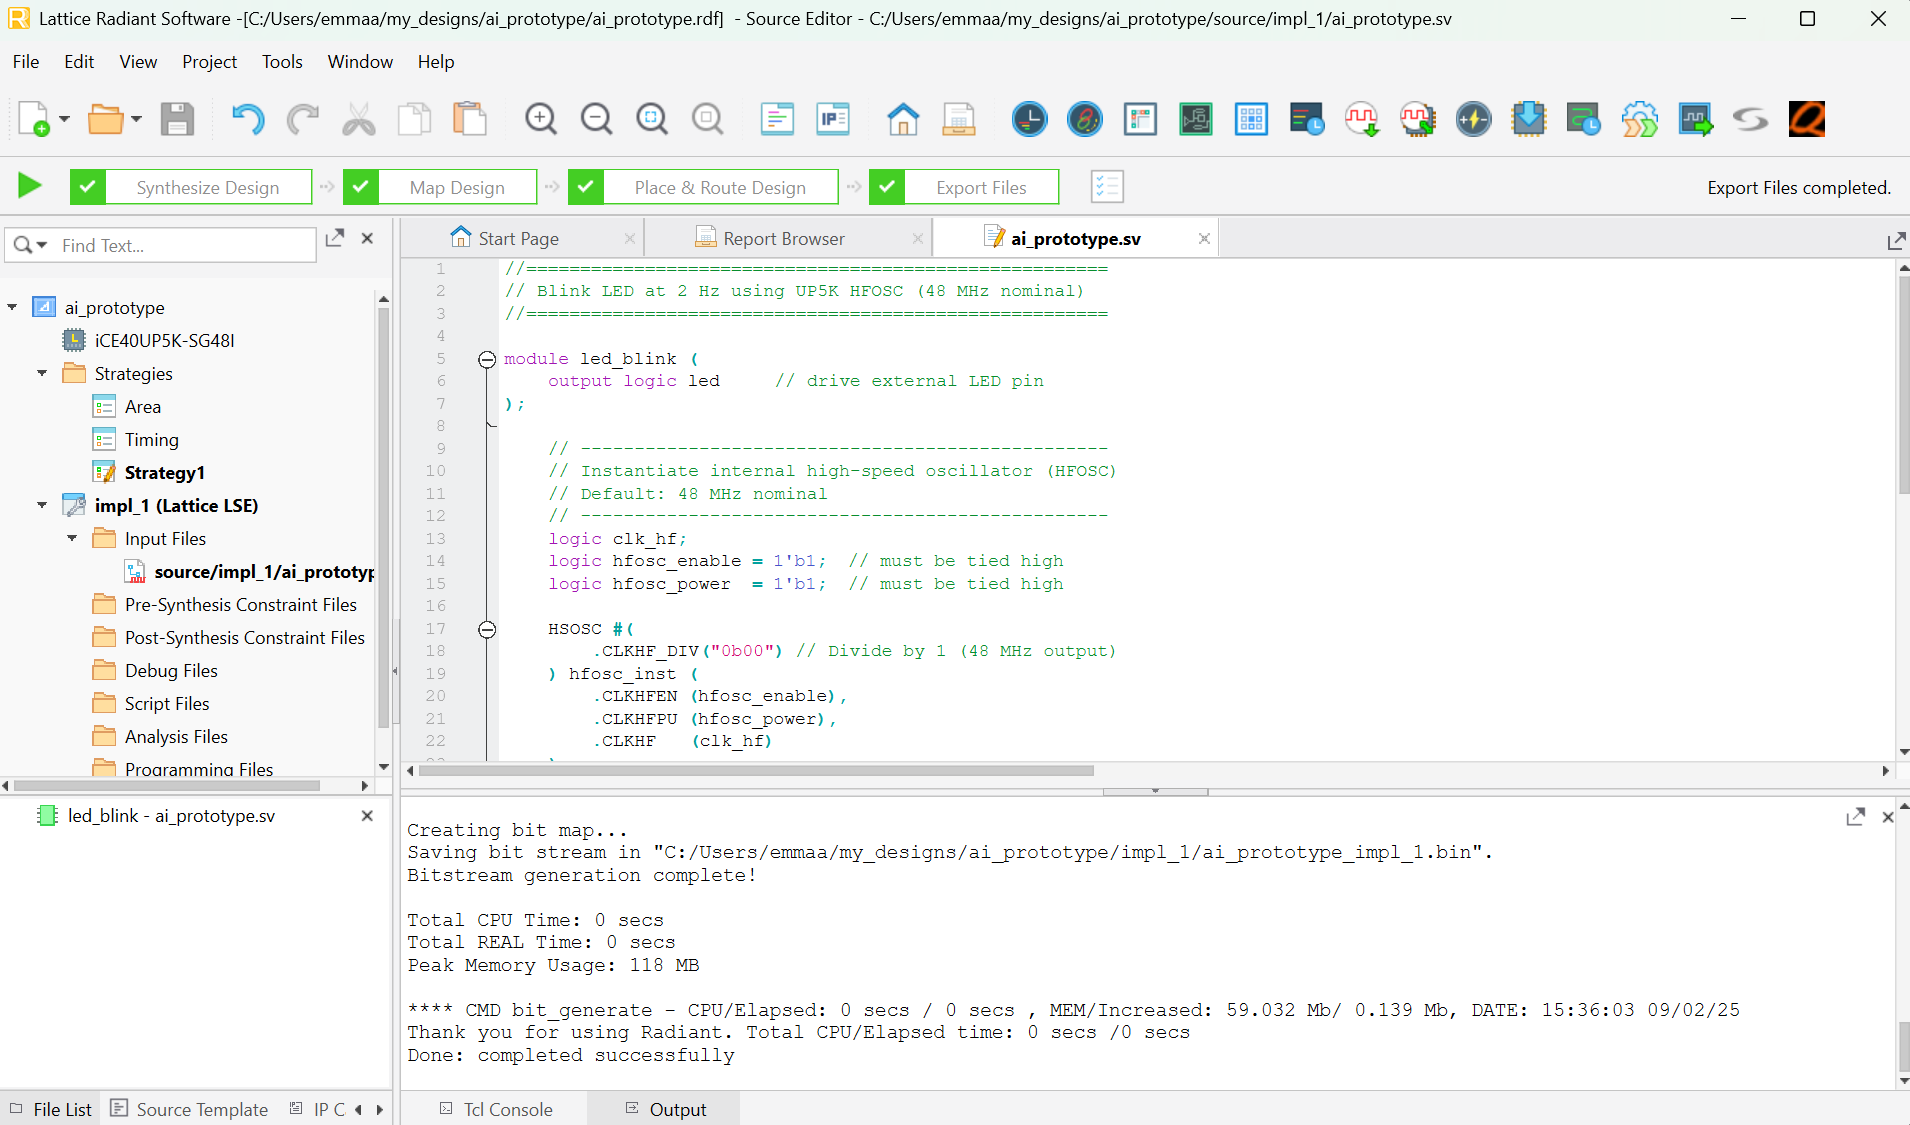 Lattice Radiant Software -[C:/Users/emmaa/my_designs/ai_prototype/ai_prototype.rdf] - Source Editor - C:/Users/emmaa/my_designs/ai_prototype/source/impl_1/ai_prototype.sv
File Edit View Project Tools Window Help
IP
Synthesize Design Map Design Place & Route Design Export Files Export Files completed.
Find Text...
ai_prototype
iCE40UP5K-SG48I
Strategies
Area
Timing
Strategy1
impl_1 (Lattice LSE)
Input Files
source/impl_1/ai_prototyp
Pre-Synthesis Constraint Files
Post-Synthesis Constraint Files
Debug Files
Script Files
Analysis Files
Programming Files
led_blink - ai_prototype.sv
File List Source Template IP C
Start Page Report Browser ai_prototype.sv
1 //======================================================
2 // Blink LED at 2 Hz using UP5K HFOSC (48 MHz nominal)
3 //======================================================
4
5 module led_blink (
6 output logic led // drive external LED pin
7 );
8
9 // -------------------------------------------------
10 // Instantiate internal high-speed oscillator (HFOSC)
11 // Default: 48 MHz nominal
12 // -------------------------------------------------
13 logic clk_hf;
14 logic hfosc_enable = 1'b1; // must be tied high
15 logic hfosc_power = 1'b1; // must be tied high
16
17 HSOSC #(
18 .CLKHF_DIV("0b00") // Divide by 1 (48 MHz output)
19 ) hfosc_inst (
20 .CLKHFEN (hfosc_enable),
21 .CLKHFPU (hfosc_power),
22 .CLKHF (clk_hf)
Creating bit map...
Saving bit stream in "C:/Users/emmaa/my_designs/ai_prototype/impl_1/ai_prototype_impl_1.bin".
Bitstream generation complete!
Total CPU Time: 0 secs
Total REAL Time: 0 secs
Peak Memory Usage: 118 MB
**** CMD bit_generate - CPU/Elapsed: 0 secs / 0 secs , MEM/Increased: 59.032 Mb/ 0.139 Mb, DATE: 15:36:03 09/02/25
Thank you for using Radiant. Total CPU/Elapsed time: 0 secs /0 secs
Done: completed successfully
Tcl Console Output